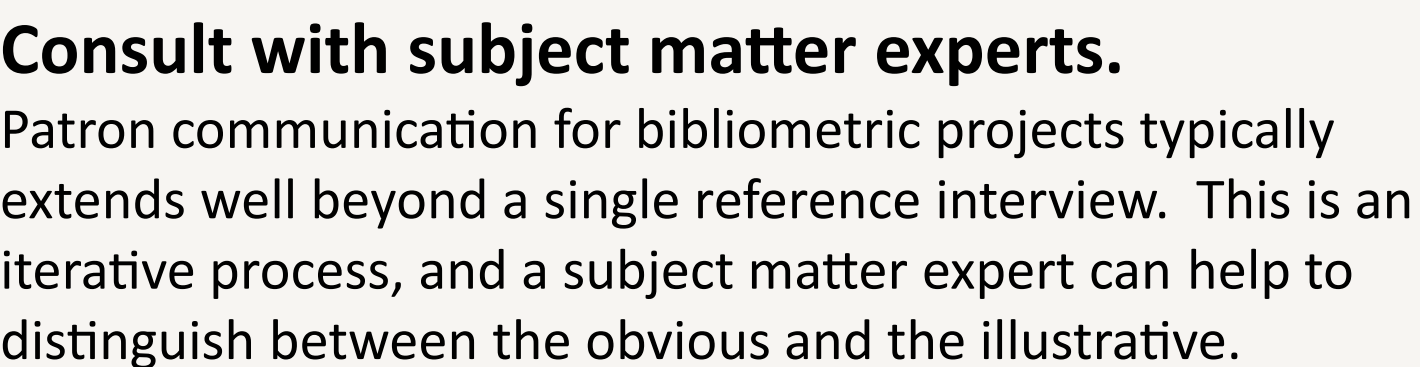 Consult with subject matter experts.
Patron communication for bibliometric projects typically
extends well beyond a single reference interview.  This is an
iterative process, and a subject matter expert can help to
distinguish between the obvious and the illustrative.